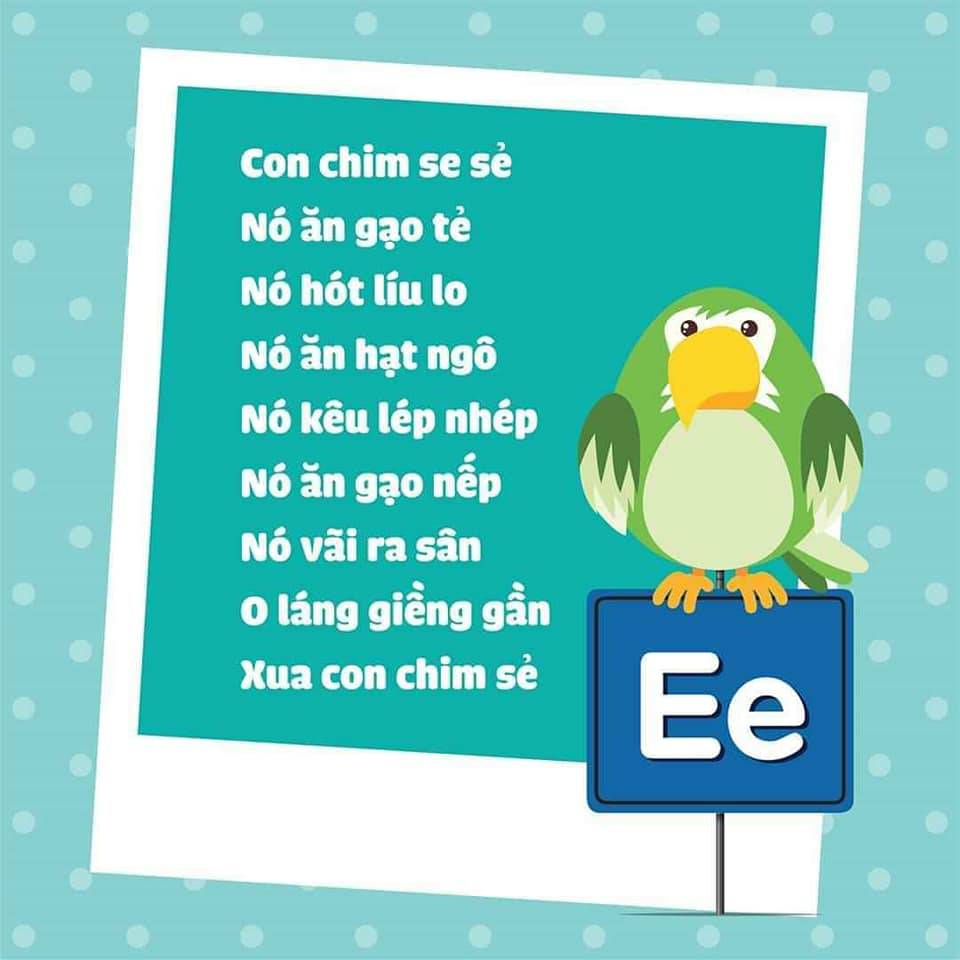 Con chim se sẻ
Nó ăn gạo tẻ
Nó hót líu lo
Nó ăn hạt ngô
Nó kêu lép nhép
Nó ăn gạo nếp
Nó vãi ra sân
O láng giềng gần
Xua con chim sẻ
Ee